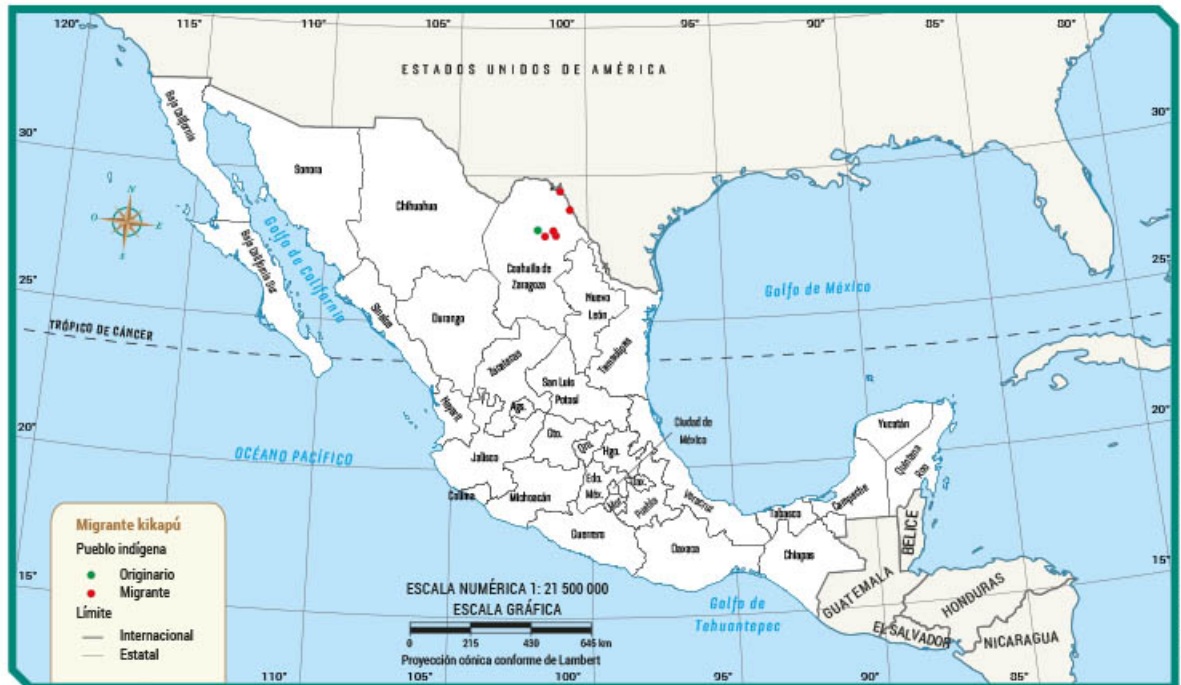 120°
115°
110°
105°
100°
95°
90°
85°
80°
ESTADOS UNIDOS DE AMÉRICA
30°
30°
Baja California
Sonora
Chihuahua
N
O
E
S
Golfo de California
Baja California Sur
Coahuila de
Zaragoza
25°
25°
Nuevo
León
Golfo de México
Sinaloa
Durango
TRÓPICO DE CÁNCER
Zacatecas
Tamaulipas
San Luis
Potosí
Nayarit
Ags.
20°
20°
Ciudad de
México
Yucatán
Gto.
Qro.
Hgo.
Quintana
Roo
OCÉANO PACÍFICO
Jalisco
Edo.
Méx.
Tlax.
Colima
Michoacán
Mor.
Puebla
Veracruz
Campeche
Tabasco
BELICE
Guerrero
Oaxaca
Chiapas
15°
15°
GUATEMALA
HONDURAS
EL SALVADOR
NICARAGUA
Golfo de
Tehuantepec
Migrante kikapú
Pueblo indígena
Originario
Migrante
Límite
Internacional
Estatal
ESCALA NUMÉRICA 1: 21 500 000
ESCALA GRÁFICA
0 215 430 645 km
Proyección cónica conforme de Lambert
110°
105°
100°
95°
90°
85°